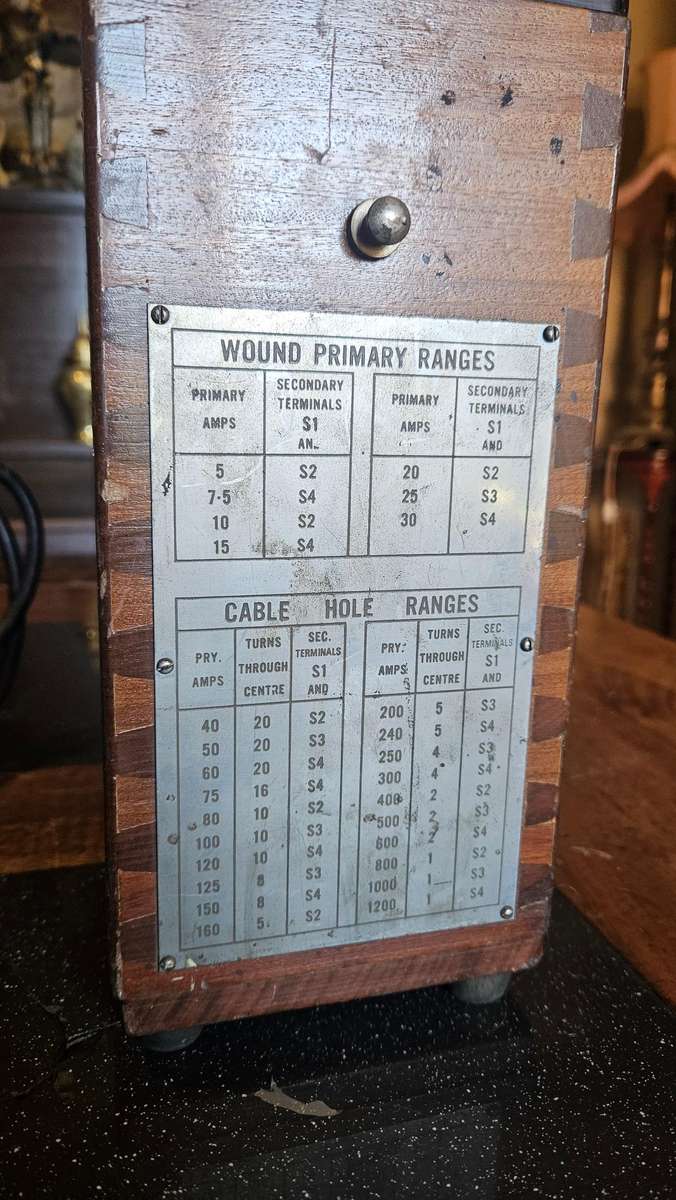 WOUND PRIMARY RANGES
PRIMARY AMPS SECONDARY TERMINALS S1 AN PRIMARY AMPS SECONDARY TERMINALS S1 AND
5 S2 20 S2
7·5 S4 25 S3
10 S2 30 S4
15 S4
CABLE HOLE RANGES
PRY. AMPS TURNS THROUGH CENTRE SEC. TERMINALS S1 AND PRY. AMPS TURNS THROUGH CENTRE SEC. TERMINALS S1 AND
40 20 S2 200 5 S3
50 20 S3 240 5 S4
60 20 S4 250 4 S3
75 16 S4 300 4 S4
80 10 S2 400 2 S2
100 10 S3 500 2 S3
120 10 S4 600 2 S4
125 8 S3 800 1 S2
150 8 S4 1000 1 S3
160 5 S2 1200 1 S4